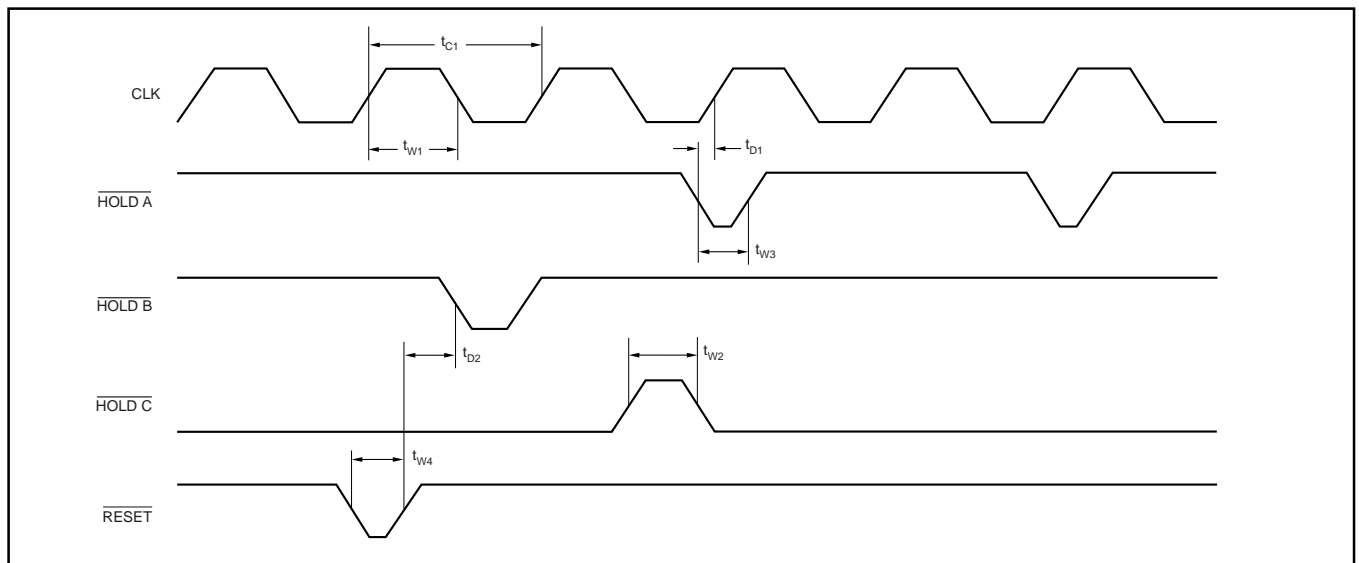 tC1
CLK
tW1
tD1
HOLD A
tW3
HOLD B
tD2
tW2
HOLD C
tW4
RESET